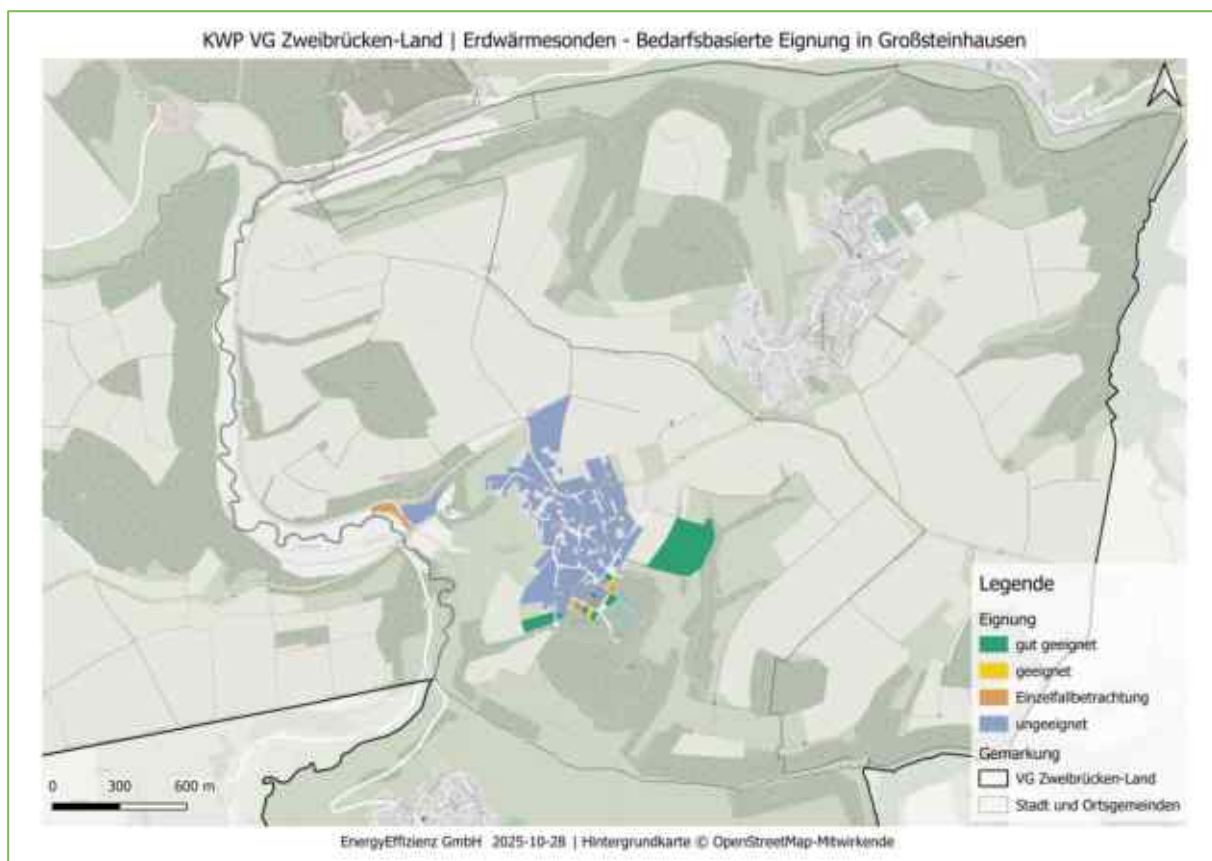 KWP VG Zweibrücken-Land | Erdwärmesonden - Bedarfsbasierte Eignung in Großsteinhausen
Legende
Eignung
gut geeignet
geeignet
Einzelfallbetrachtung
ungeeignet
Gemarkung
VG Zweibrücken-Land
Stadt und Ortsgemeinden
0 300 600 m
EnergyEffizienz GmbH 2025-10-28 | Hintergrundkarte © OpenStreetMap-Mitwirkende